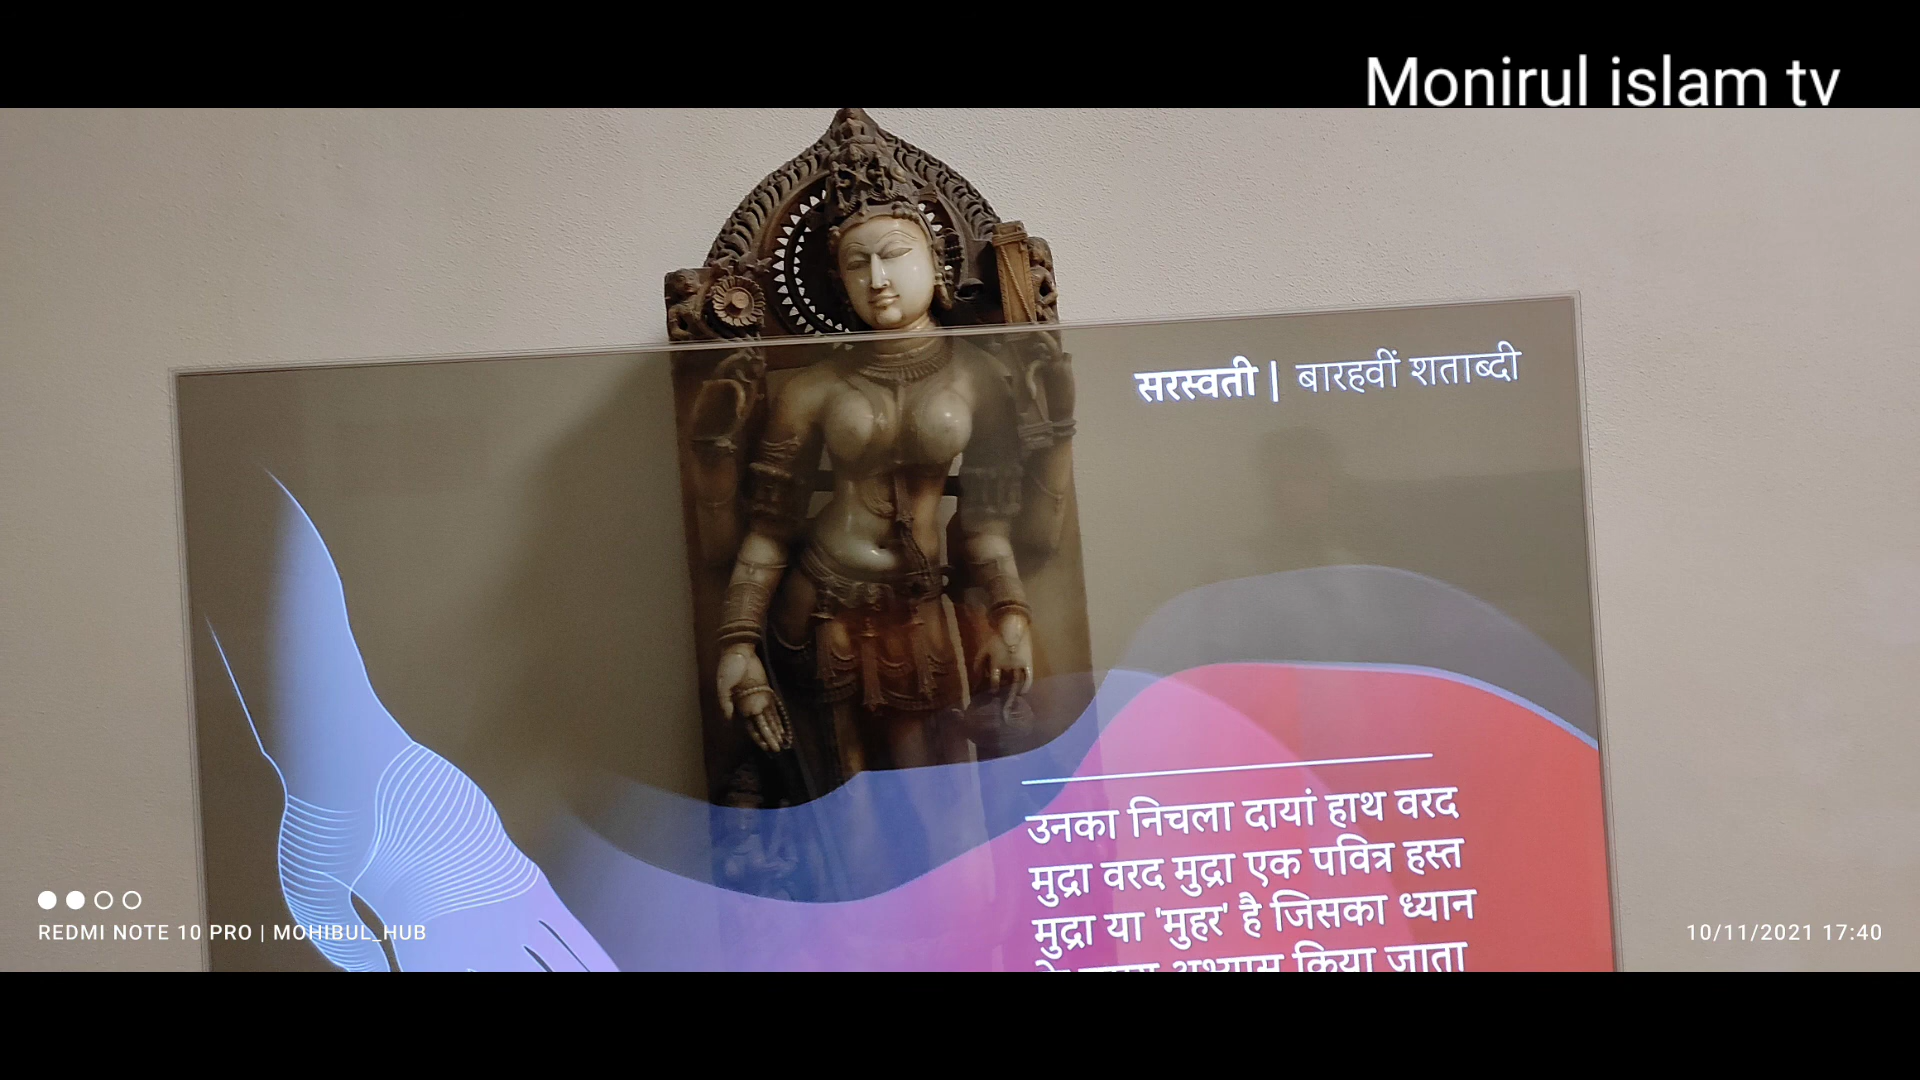 Monirul islam tv
सरस्वती | बारहवीं शताब्दी
उनका निचला दायां हाथ वरद
मुद्रा वरद मुद्रा एक पवित्र हस्त
मुद्रा या 'मुहर' है जिसका ध्यान
अभ्यास किया जाता
REDMI NOTE 10 PRO | MOHIBUL_HUB
10/11/2021 17:40